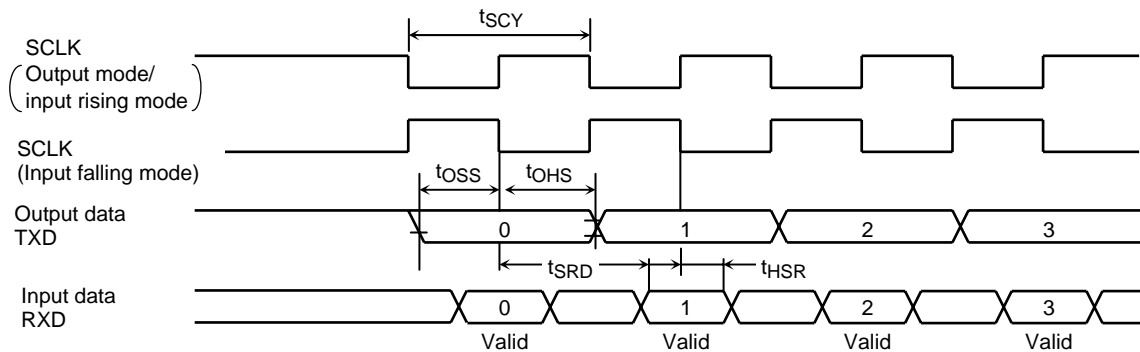 tSCY
SCLK
(Output mode/
input rising mode)
SCLK
(Input falling mode)
tOSS tOHS
Output data
TXD
0 1 2 3
tSRD tHSR
Input data
RXD
0 1 2 3
Valid Valid Valid Valid